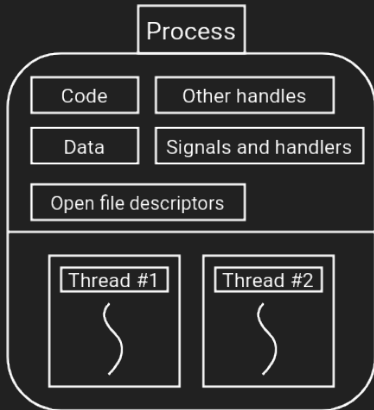 Process
Code
Other handles
Data
Signals and handlers
Open file descriptors
Thread #1
Thread #2